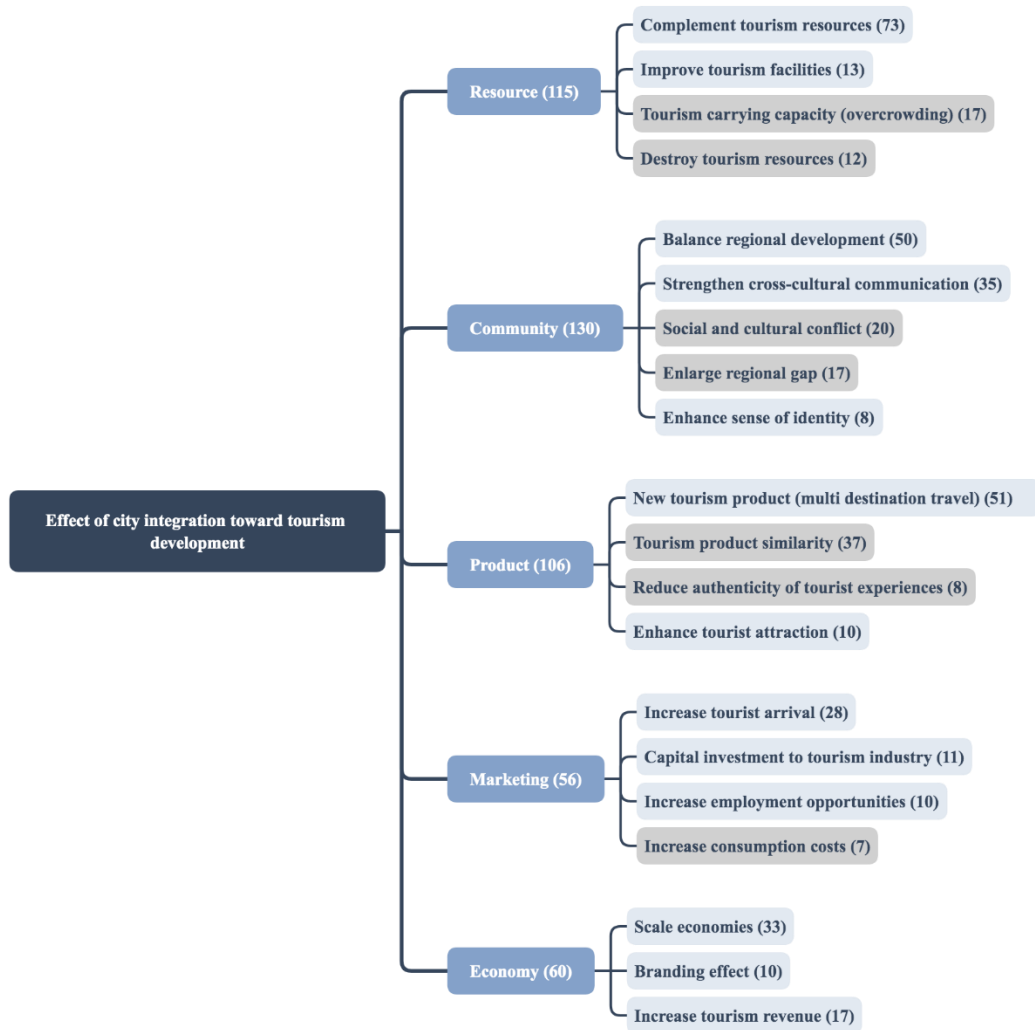 Complement tourism resources (73)
Improve tourism facilities (13)
Resource (115)
Tourism carrying capacity (overcrowding) (17)
Destroy tourism resources (12)
Balance regional development (50)
Strengthen cross-cultural communication (35)
Community (130)
Social and cultural conflict (20)
Enlarge regional gap (17)
Enhance sense of identity (8)
Effect of city integration toward tourism
development
New tourism product (multi destination travel) (51)
Tourism product similarity (37)
Product (106)
Reduce authenticity of tourist experiences (8)
Enhance tourist attraction (10)
Increase tourist arrival (28)
Capital investment to tourism industry (11)
Marketing (56)
Increase employment opportunities (10)
Increase consumption costs (7)
Scale economies (33)
Economy (60)
Branding effect (10)
Increase tourism revenue (17)